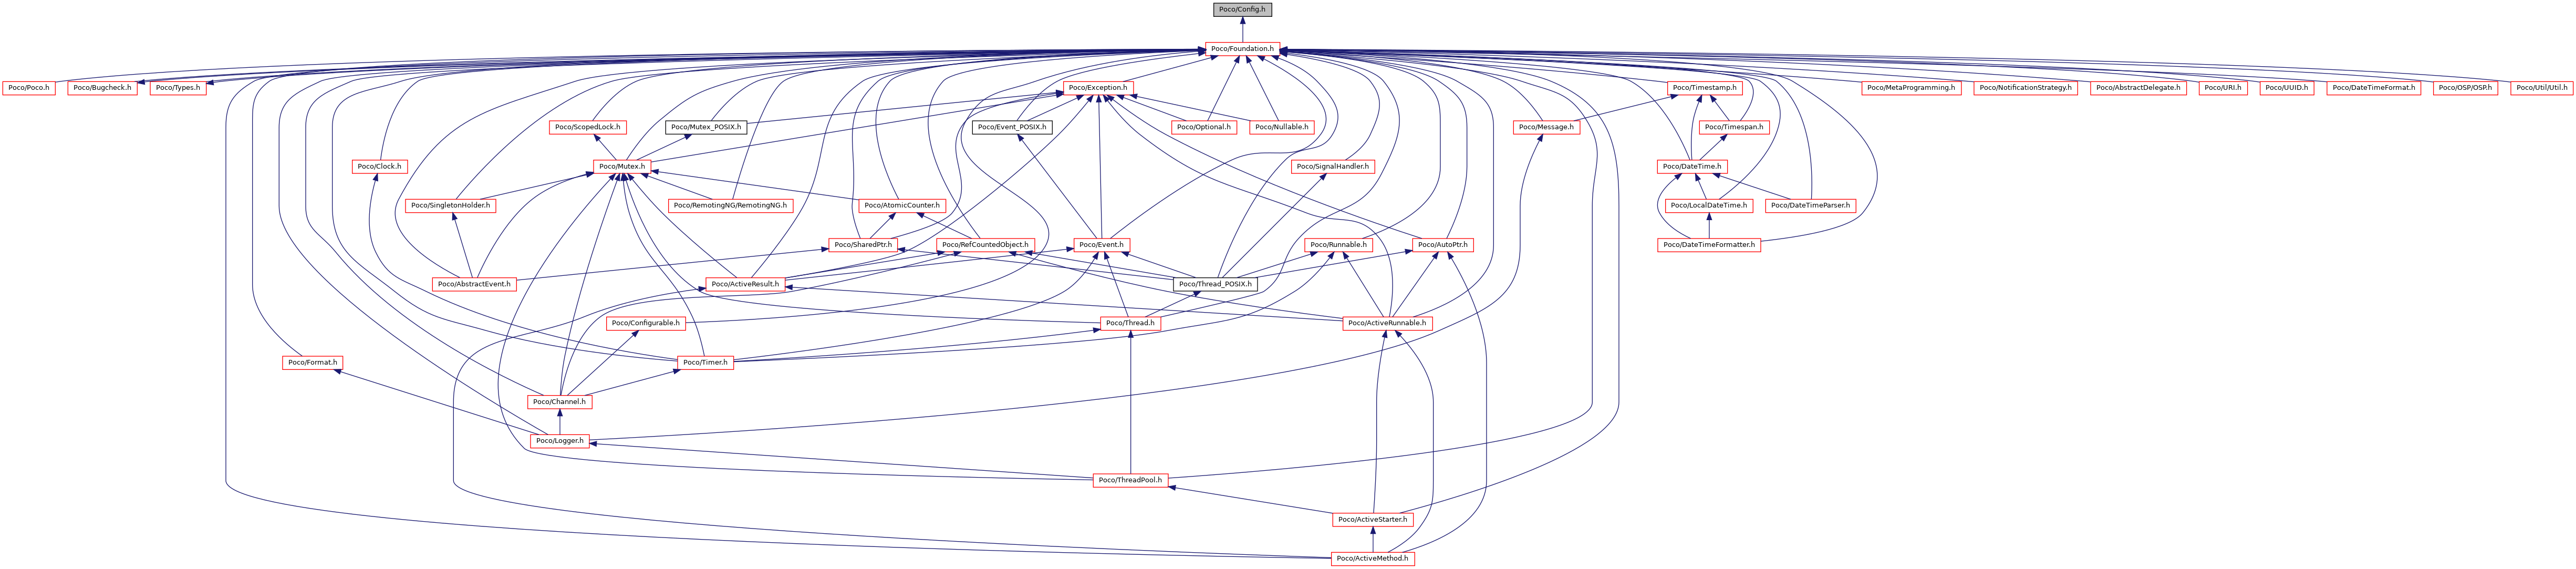 Poco/Config.h
Poco/Foundation.h
Poco/Poco.h
Poco/Bugcheck.h
Poco/Types.h
Poco/Exception.h
Poco/Timestamp.h
Poco/MetaProgramming.h
Poco/NotificationStrategy.h
Poco/AbstractDelegate.h
Poco/URI.h
Poco/UUID.h
Poco/DateTimeFormat.h
Poco/OSP/OSP.h
Poco/Util/Util.h
Poco/ScopedLock.h
Poco/Mutex_POSIX.h
Poco/Event_POSIX.h
Poco/Optional.h
Poco/Nullable.h
Poco/Message.h
Poco/Timespan.h
Poco/Clock.h
Poco/Mutex.h
Poco/SignalHandler.h
Poco/DateTime.h
Poco/SingletonHolder.h
Poco/RemotingNG/RemotingNG.h
Poco/AtomicCounter.h
Poco/LocalDateTime.h
Poco/DateTimeParser.h
Poco/SharedPtr.h
Poco/RefCountedObject.h
Poco/Event.h
Poco/Runnable.h
Poco/AutoPtr.h
Poco/DateTimeFormatter.h
Poco/AbstractEvent.h
Poco/ActiveResult.h
Poco/Thread_POSIX.h
Poco/Configurable.h
Poco/Thread.h
Poco/ActiveRunnable.h
Poco/Format.h
Poco/Timer.h
Poco/Channel.h
Poco/Logger.h
Poco/ThreadPool.h
Poco/ActiveStarter.h
Poco/ActiveMethod.h